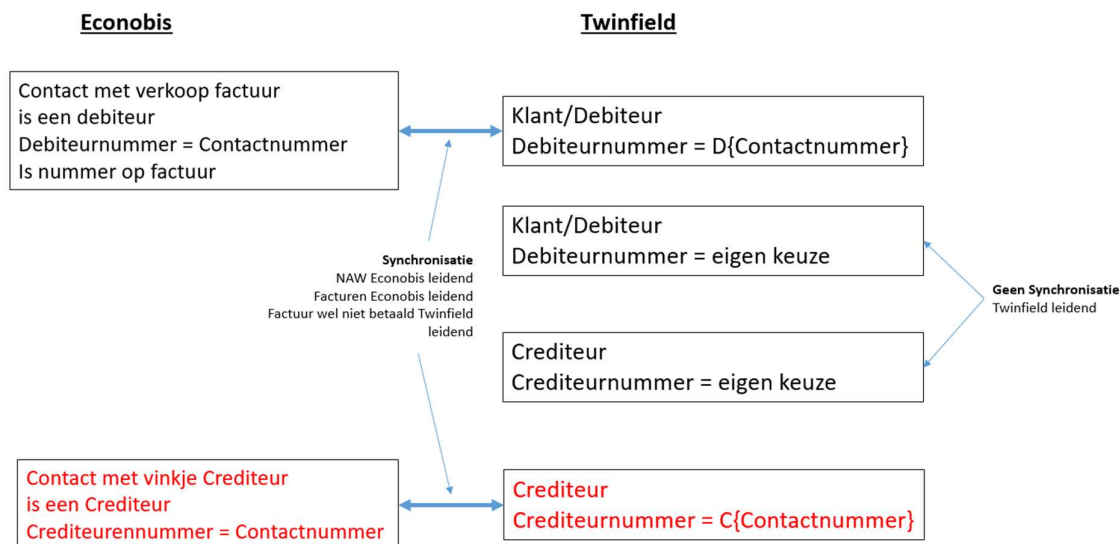 Econobis
Twinfield
Contact met verkoop factuur
is een debiteur
Debiteurnummer = Contactnummer
Is nummer op factuur
Klant/Debiteur
Debiteurnummer = D{Contactnummer}
Klant/Debiteur
Debiteurnummer = eigen keuze
Synchronisatie
NAW Econobis leidend
Facturen Econobis leidend
Factuur wel niet betaald Twinfield
leidend
Geen Synchronisatie
Twinfield leidend
Crediteur
Crediteurnummer = eigen keuze
Contact met vinkje Crediteur
is een Crediteur
Crediteurennummer = Contactnummer
Crediteur
Crediteurnummer = C{Contactnummer}